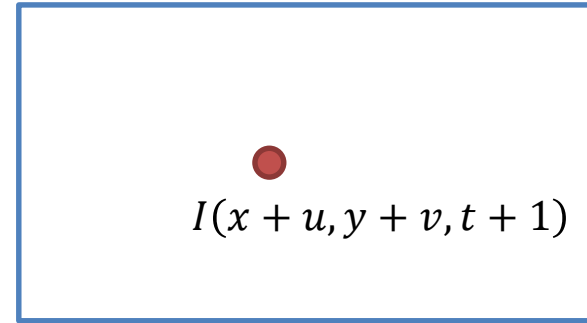 I(x + u, y + v, t + 1)